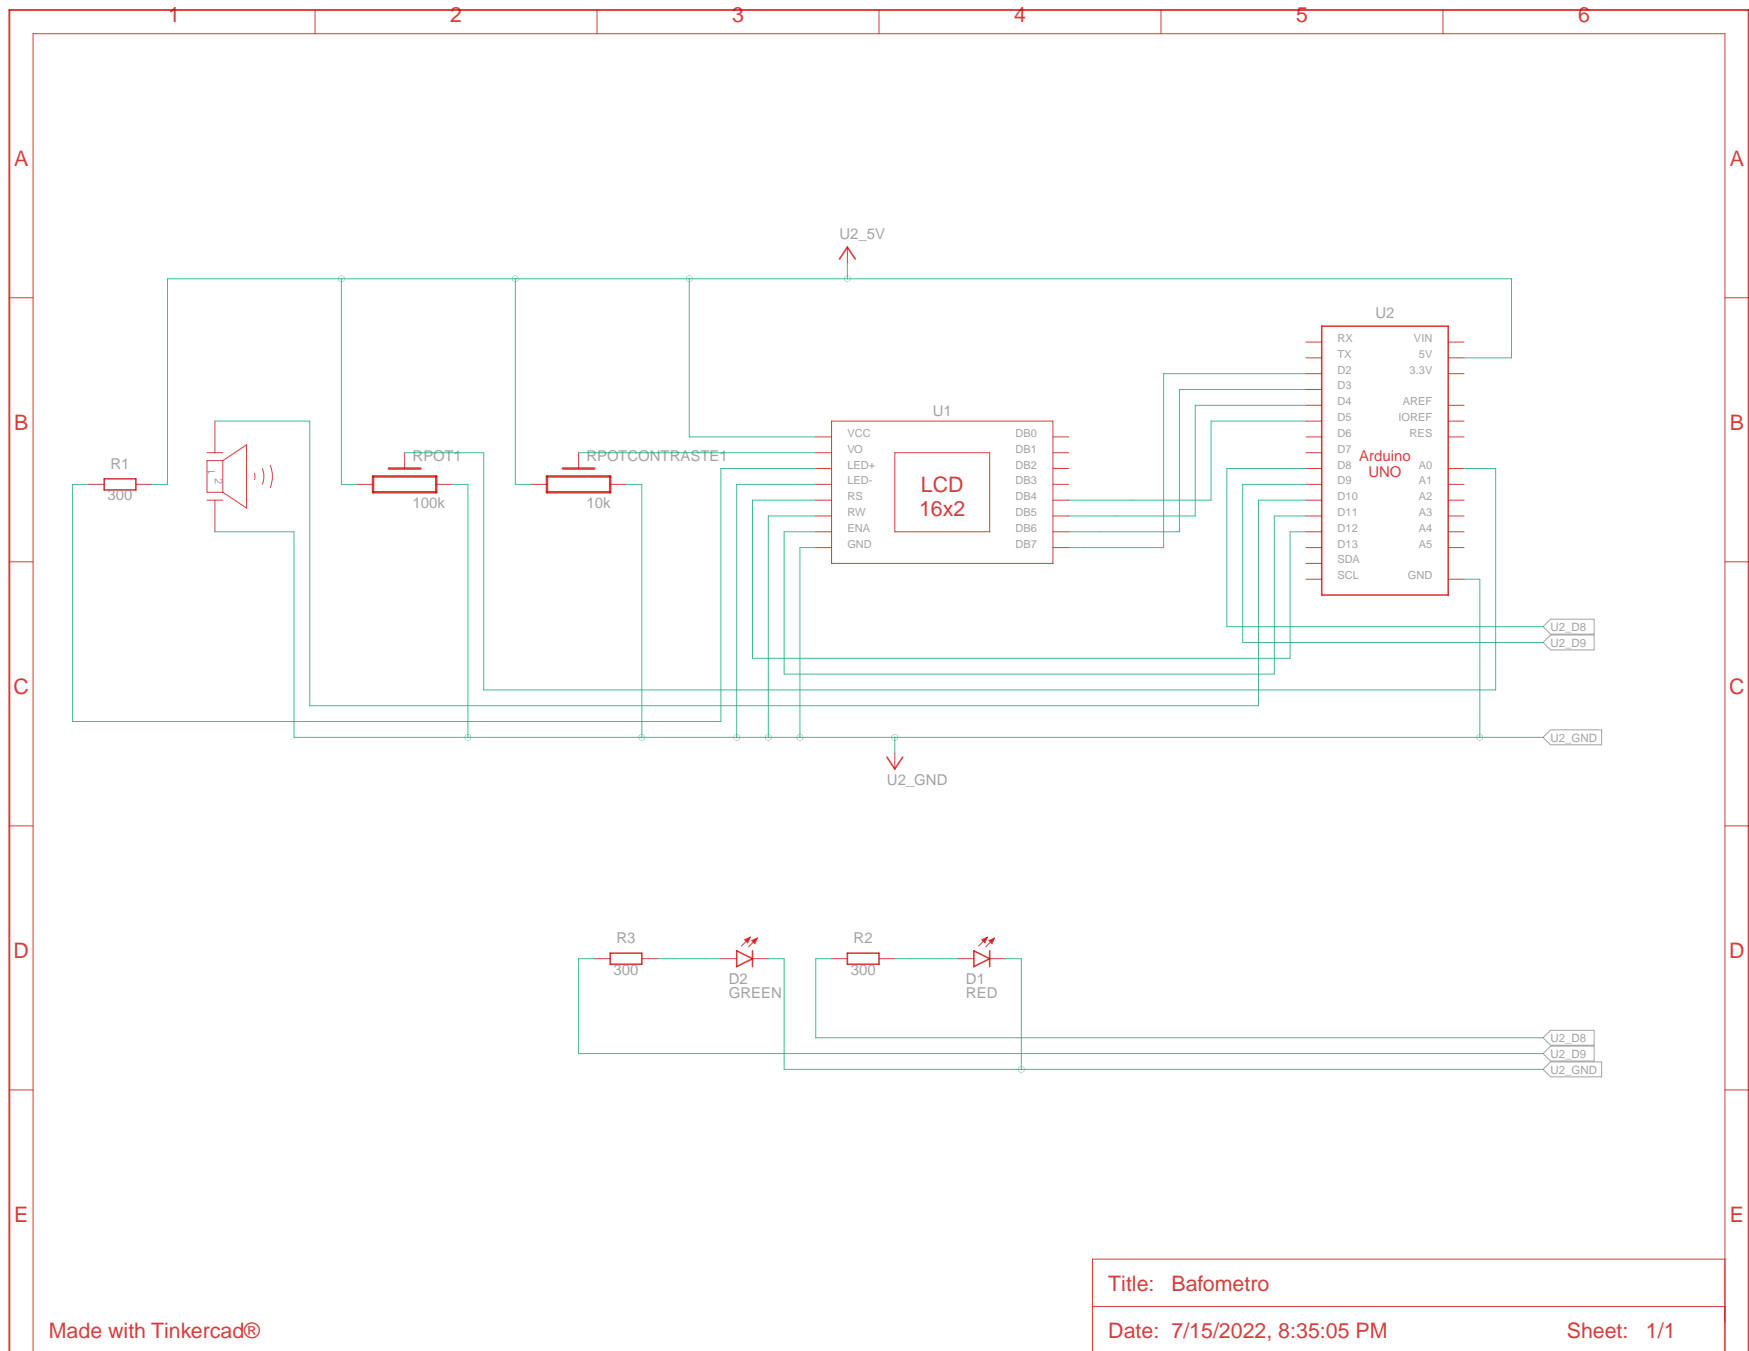 1 2 3 4 5 6
A A
U2_5V
B B
U2
RX VIN
TX 5V
D2 3.3V
D3
D4 AREF
D5 IOREF
D6 RES
D7
Arduino
UNO
D8 A0
D9 A1
D10 A2
D11 A3
D12 A4
D13 A5
SDA
SCL GND
U1
VCC DB0
VO DB1
LED+ DB2
LED- DB3
RS DB4
RW DB5
ENA DB6
GND DB7
LCD
16x2
R1
300
L 2
RPOT1
100k
RPOTCONTRASTE1
10k
U2_D8
U2_D9
C C
U2_GND
U2_GND
D D
R3
300
D2
GREEN
R2
300
D1
RED
U2_D8
U2_D9
U2_GND
E E
Title: Bafometro
Made with Tinkercad®
Date: 7/15/2022, 8:35:05 PM Sheet: 1/1